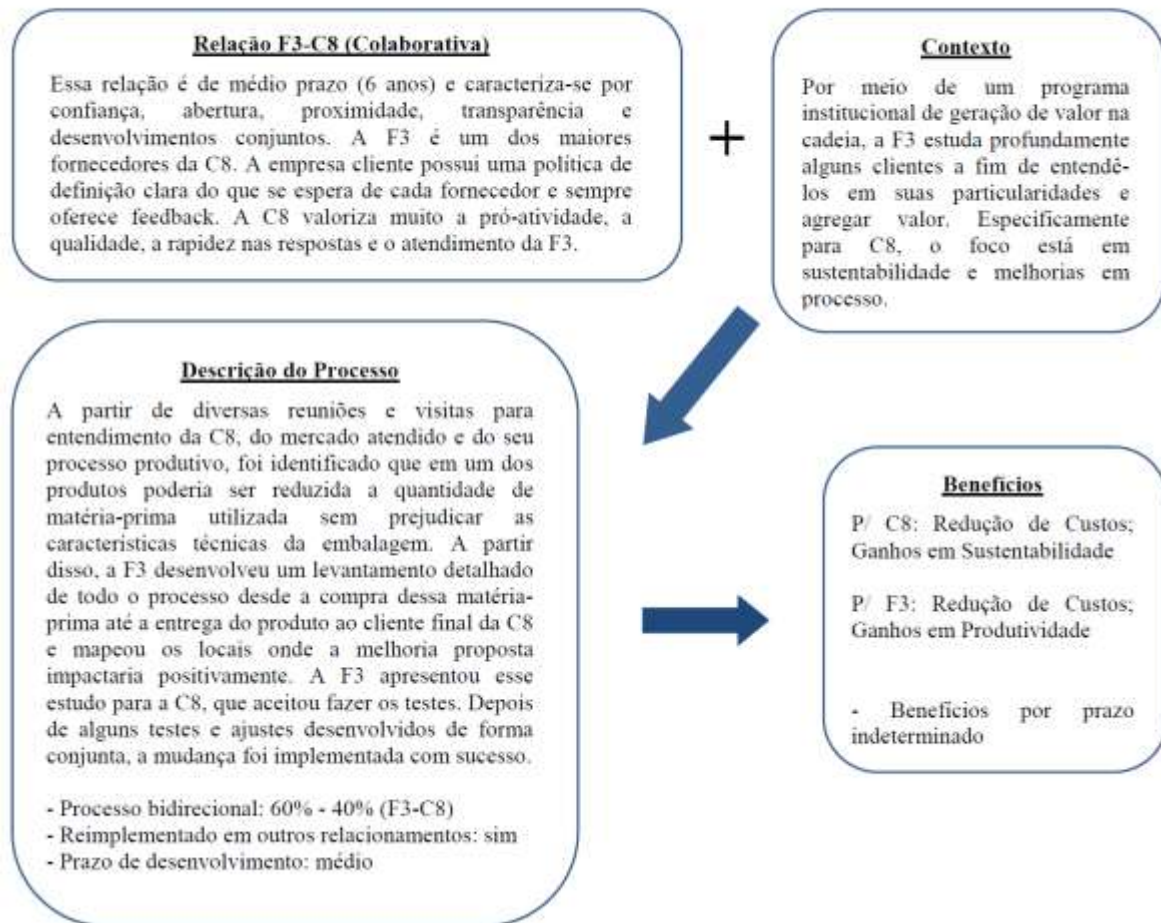 Relação F3-C8 (Colaborativa)
Essa relação é de médio prazo (6 anos) e caracteriza-se por
confiança, abertura, proximidade, transparência e
desenvolvimentos conjuntos. A F3 é um dos maiores
fornecedores da C8. A empresa cliente possui uma política de
definição clara do que se espera de cada fornecedor e sempre
oferece feedback. A C8 valoriza muito a pró-atividade, a
qualidade, a rapidez nas respostas e o atendimento da F3.
+
Contexto
Por meio de um programa
institucional de geração de valor na
cadeia, a F3 estuda profundamente
alguns clientes a fim de entendê-
los em suas particularidades e
agregar valor. Especificamente
para C8, o foco está em
sustentabilidade e melhorias em
processo.
Descrição do Processo
A partir de diversas reuniões e visitas para
entendimento da C8, do mercado atendido e do seu
processo produtivo, foi identificado que em um dos
produtos poderia ser reduzida a quantidade de
matéria-prima utilizada sem prejudicar as
características técnicas da embalagem. A partir
disso, a F3 desenvolveu um levantamento detalhado
de todo o processo desde a compra dessa matéria-
prima até a entrega do produto ao cliente final da C8
e mapeou os locais onde a melhoria proposta
impactaria positivamente. A F3 apresentou esse
estudo para a C8, que aceitou fazer os testes. Depois
de alguns testes e ajustes desenvolvidos de forma
conjunta, a mudança foi implementada com sucesso.
- Processo bidirecional: 60% - 40% (F3-C8)
- Reimplementado em outros relacionamentos: sim
- Prazo de desenvolvimento: médio
Benefícios
P/ C8: Redução de Custos;
Ganhos em Sustentabilidade
P/ F3: Redução de Custos;
Ganhos em Produtividade
- Benefícios por prazo
indeterminado